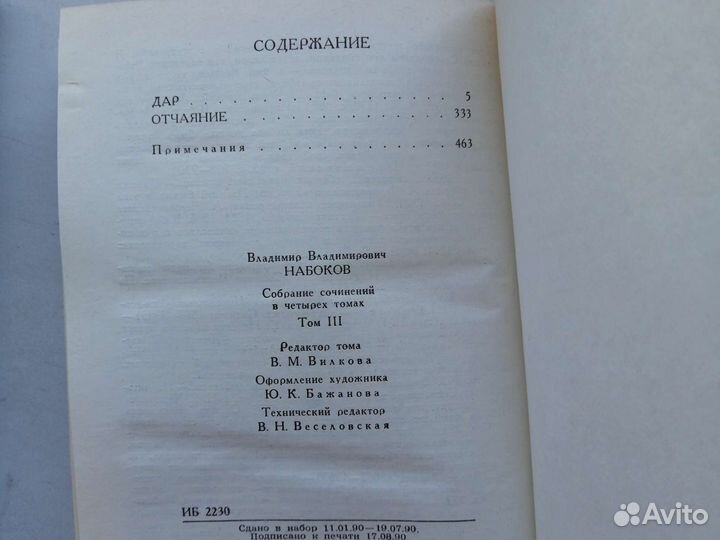 СОДЕРЖАНИЕ
ДАР . . . . . . . . . . . . . . . . . . 5
ОТЧАЯНИЕ . . . . . . . . . . . . . . 333
Примечания . . . . . . . . . . . . . 463
Владимир Владимирович
НАБОКОВ
Собрание сочинений
в четырех томах
Том III
Редактор тома
В. М. Вилкова
Оформление художника
Ю. К. Бажанова
Технический редактор
В. Н. Веселовская
ИБ 2230
Сдано в набор 11.01.90—19.07.90.
Подписано к печати 17.08.90
Avito